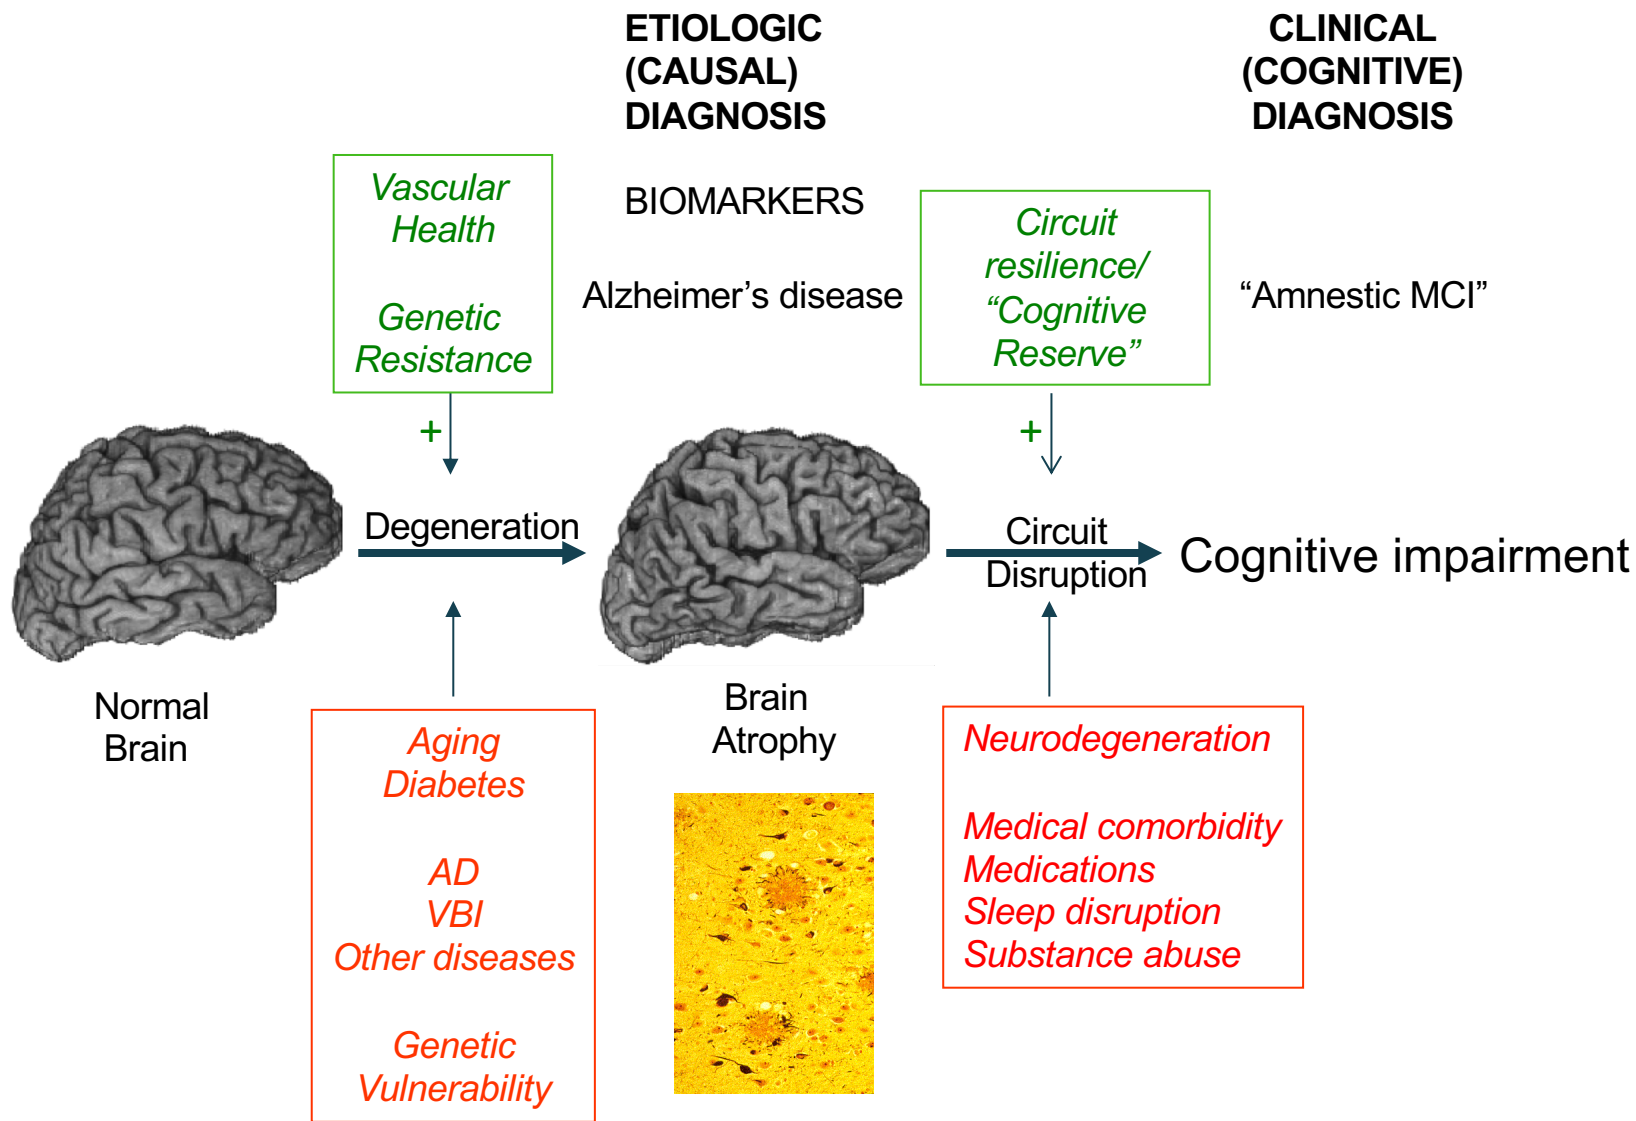 ETIOLOGIC
(CAUSAL)
DIAGNOSIS
CLINICAL
(COGNITIVE)
DIAGNOSIS
Vascular
Health
Genetic
Resistance
BIOMARKERS
Alzheimer’s disease
Circuit
resilience/
“Cognitive
Reserve”
“Amnestic MCI”
+
+
Degeneration
Circuit
Disruption
Cognitive impairment
Normal
Brain
Brain
Atrophy
Aging
Diabetes
AD
VBI
Other diseases
Genetic
Vulnerability
Neurodegeneration
Medical comorbidity
Medications
Sleep disruption
Substance abuse